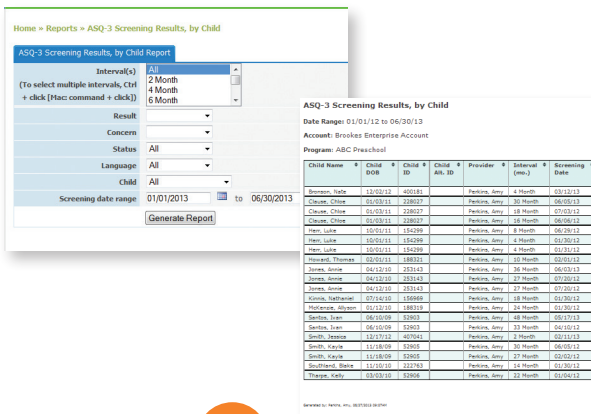 Home » Reports » ASQ-3 Screening Results, by Child
ASQ-3 Screening Results, by Child Report
Interval(s)
(To select multiple intervals, Ctrl
+ click [Mac: command + click])
All
2 Month
4 Month
6 Month
Result
Concern
Status All
Language All
Child All
Screening date range 01/01/2013 to 06/30/2013
Generate Report
ASQ-3 Screening Results, by Child
Date Range: 01/01/12 to 06/30/13
Account: Brookes Enterprise Account
Program: ABC Preschool
Child Name Child DOB Child ID Child Alt. ID Provider Interval (mo.) Screening Date
Bronson, Nate 12/02/12 400181 Perkins, Amy 4 Month 03/12/13
Clause, Chloe 01/03/11 228027 Perkins, Amy 30 Month 06/05/13
Clause, Chloe 01/03/11 228027 Perkins, Amy 18 Month 07/03/12
Clause, Chloe 01/03/11 228027 Perkins, Amy 16 Month 06/06/12
Herr, Luke 10/01/11 154299 Perkins, Amy 8 Month 06/29/12
Herr, Luke 10/01/11 154299 Perkins, Amy 4 Month 01/30/12
Herr, Luke 10/01/11 154299 Perkins, Amy 4 Month 01/31/12
Howard, Thomas 02/01/11 188321 Perkins, Amy 10 Month 02/01/12
Jones, Annie 04/12/10 253143 Perkins, Amy 36 Month 06/03/13
Jones, Annie 04/12/10 253143 Perkins, Amy 27 Month 07/20/12
Jones, Annie 04/12/10 253143 Perkins, Amy 27 Month 07/20/12
Kinnis, Nathaniel 07/14/10 156969 Perkins, Amy 18 Month 01/30/12
McKenzie, Allyson 01/12/10 188319 Perkins, Amy 24 Month 01/30/12
Santos, Ivan 06/10/09 52903 Perkins, Amy 48 Month 05/17/13
Santos, Ivan 06/10/09 52903 Perkins, Amy 33 Month 04/10/12
Smith, Jessica 12/17/12 407041 Perkins, Amy 2 Month 02/11/13
Smith, Kayla 11/18/09 52905 Perkins, Amy 30 Month 06/05/12
Smith, Kayla 11/18/09 52905 Perkins, Amy 27 Month 02/02/12
Southland, Blake 11/10/10 222763 Perkins, Amy 14 Month 01/30/12
Tharpe, Kelly 03/03/10 52906 Perkins, Amy 22 Month 01/04/12
Generated by: Perkins, Amy,